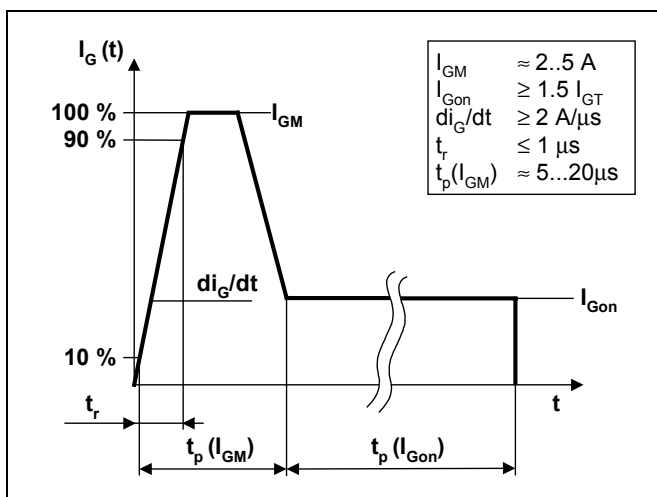 I_G (t)
I_GM ≈ 2..5 A
I_Gon ≥ 1.5 I_GT
di_G/dt ≥ 2 A/μs
t_r ≤ 1 μs
t_p(I_GM) ≈ 5...20μs
100 %
I_GM
90 %
di_G/dt
I_Gon
10 %
t_r
t
t_p (I_GM)
t_p (I_Gon)